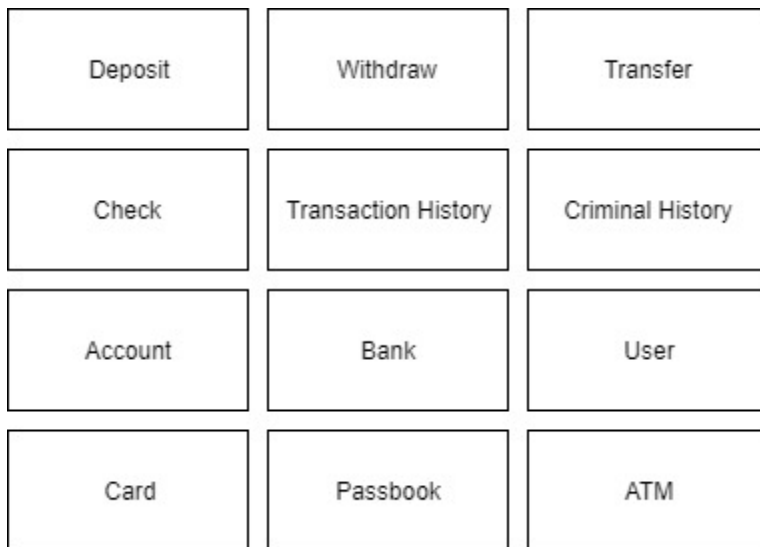 Deposit
Withdraw
Transfer
Check
Transaction History
Criminal History
Account
Bank
User
Card
Passbook
ATM